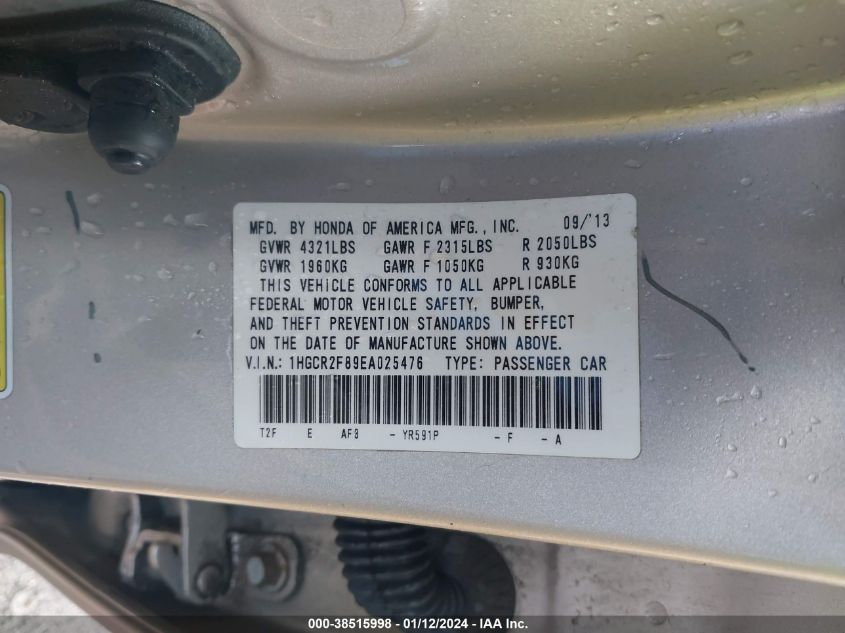 MFD. BY HONDA OF AMERICA MFG., INC. 09/'13
GVWR 4321LBS GAWR F 2315LBS R 2050LBS
GVWR 1960KG GAWR F 1050KG R 930KG
THIS VEHICLE CONFORMS TO ALL APPLICABLE
FEDERAL MOTOR VEHICLE SAFETY, BUMPER,
AND THEFT PREVENTION STANDARDS IN EFFECT
ON THE DATE OF MANUFACTURE SHOWN ABOVE.
V.I.N.: 1HGCR2F89EA025476 TYPE: PASSENGER CAR
T2F E AF3 - YR591P - F - A
000-38515998 - 01/12/2024 - IAA Inc.